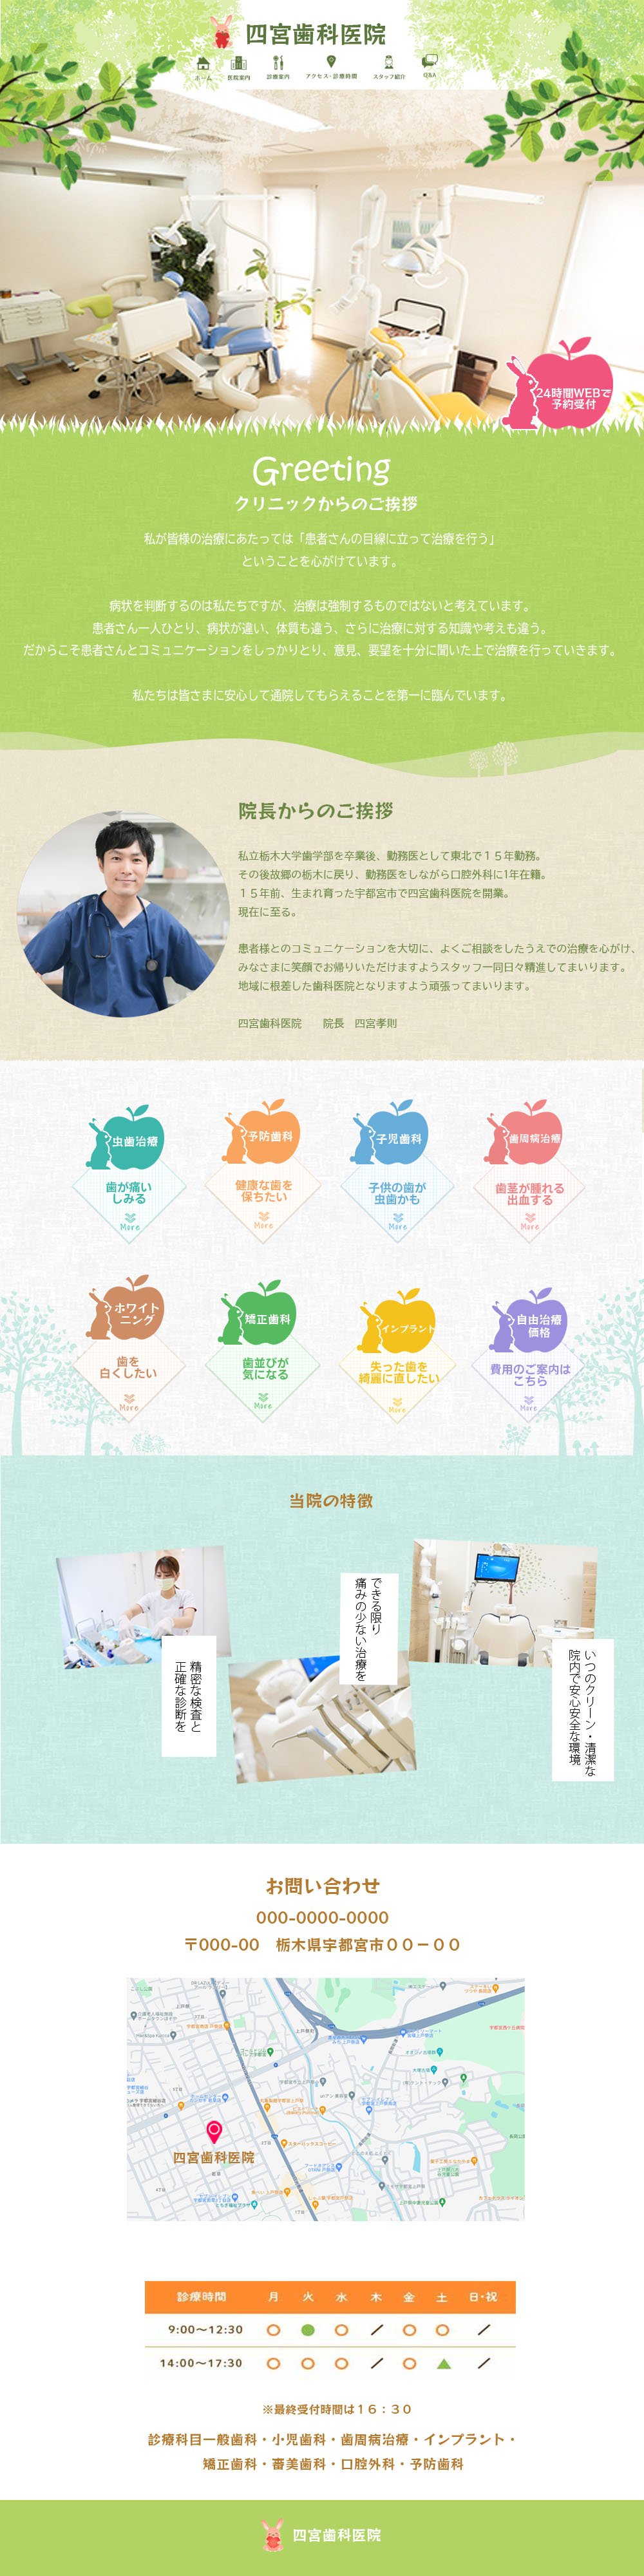 四宮歯科医院
ホーム
医院案内
診療案内
アクセス・診療時間
スタッフ紹介
Q&A
24時間WEBで
予約受付
Greeting
クリニックからのご挨拶
私が皆様の治療にあたっては「患者さんの目線に立って治療を行う」
ということを心がけています。
病状を判断するのは私たちですが、治療は強制するものではないと考えています。
患者さん一人ひとり、病状が違い、体質も違う、さらに治療に対する知識や考えも違う。
だからこそ患者さんとコミュニケーションをしっかりとり、意見、要望を十分に聞いた上で治療を行っていきます。
私たちは皆さまに安心して通院してもらえることを第一に臨んでいます。
院長からのご挨拶
私立栃木大学歯学部を卒業後、勤務医として東北で１５年勤務。
その後故郷の栃木に戻り、勤務医をしながら口腔外科に1年在籍。
１５年前、生まれ育った宇都宮市で四宮歯科医院を開業。
現在に至る。
患者様とのコミュニケーションを大切に、よくご相談をしたうえでの治療を心がけ、
みなさまに笑顔でお帰りいただけますようスタッフ一同日々精進してまいります。
地域に根差した歯科医院となりますよう頑張ってまいります。
四宮歯科医院　　院長　四宮孝則
虫歯治療
歯が痛い
しみる
More
予防歯科
健康な歯を
保ちたい
More
子児歯科
子供の歯が
虫歯かも
More
歯周病治療
歯茎が腫れる
出血する
More
ホワイト
ニング
歯を
白くしたい
More
矯正歯科
歯並びが
気になる
More
インプラント
失った歯を
綺麗に直したい
More
自由治療
価格
費用のご案内は
こちら
More
当院の特徴
精密な検査と
正確な診断を
できる限り
痛みの少ない治療を
いつのクリーン・清潔な
院内で安心安全な環境
お問い合わせ
000-0000-0000
〒000-00　栃木県宇都宮市００ー００
四宮歯科医院
診療時間 月 火 水 木 金 土 日・祝
9:00〜12:30 ○ ● ○ ／ ○ ○ ／
14:00〜17:30 ○ ○ ○ ／ ○ ▲ ／
※最終受付時間は１６：３０
診療科目一般歯科・小児歯科・歯周病治療・インプラント・
矯正歯科・審美歯科・口腔外科・予防歯科
四宮歯科医院